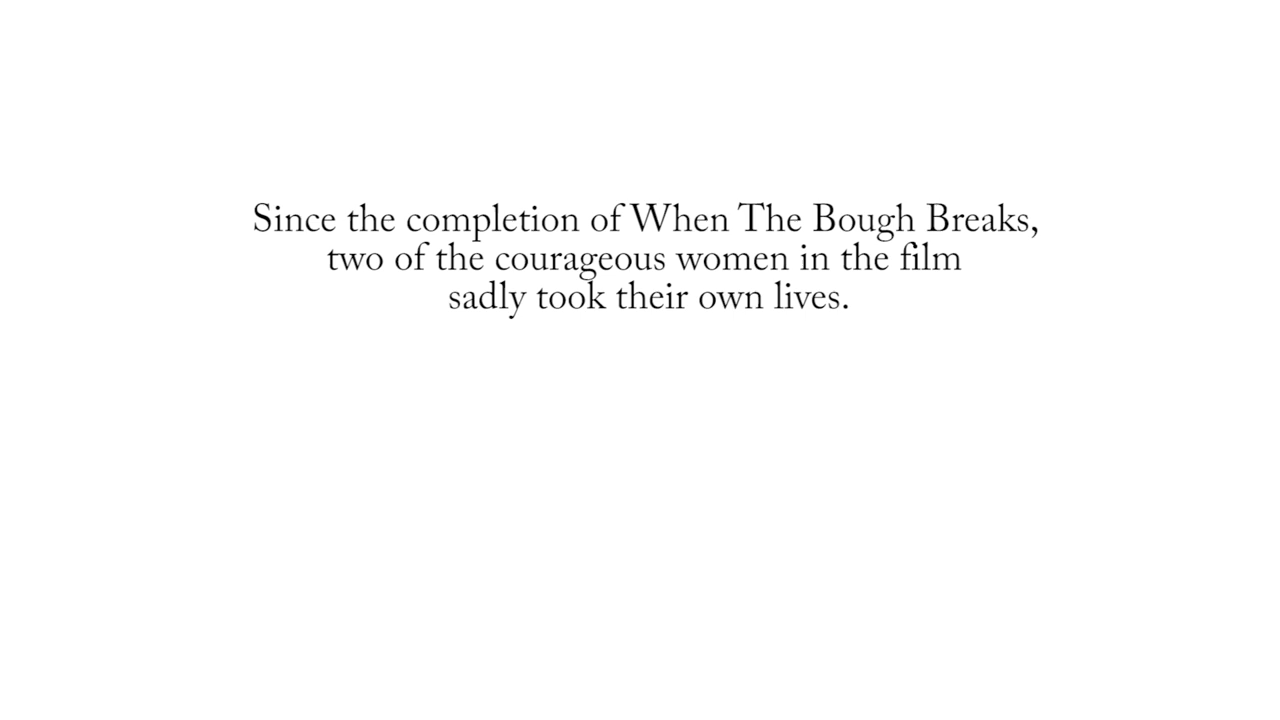 Since the completion of When The Bough Breaks,
two of the courageous women in the film
sadly took their own lives.